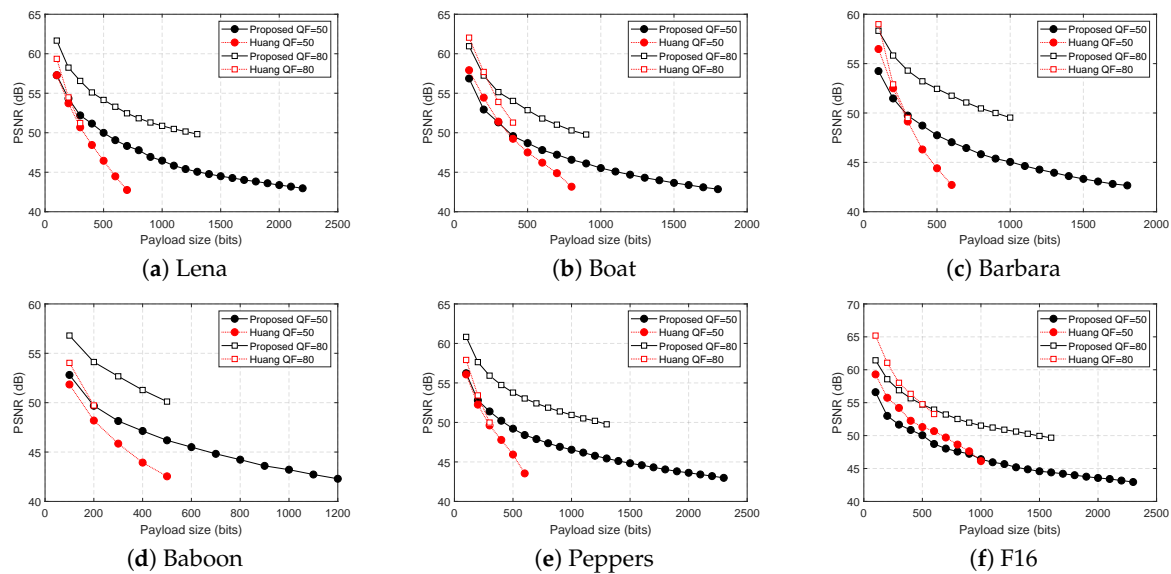 65
60
55
50
45
40
PSNR (dB)
0 500 1000 1500 2000 2500
Payload size (bits)
Proposed QF=50
Huang QF=50
Proposed QF=80
Huang QF=80
(a) Lena
65
60
55
50
45
40
PSNR (dB)
0 500 1000 1500 2000
Payload size (bits)
Proposed QF=50
Huang QF=50
Proposed QF=80
Huang QF=80
(b) Boat
60
55
50
45
40
PSNR (dB)
0 500 1000 1500 2000
Payload size (bits)
Proposed QF=50
Huang QF=50
Proposed QF=80
Huang QF=80
(c) Barbara
60
55
50
45
40
PSNR (dB)
200 400 600 800 1000 1200
Payload size (bits)
Proposed QF=50
Huang QF=50
Proposed QF=80
Huang QF=80
(d) Baboon
65
60
55
50
45
40
PSNR (dB)
0 500 1000 1500 2000 2500
Payload size (bits)
Proposed QF=50
Huang QF=50
Proposed QF=80
Huang QF=80
(e) Peppers
70
65
60
55
50
45
40
PSNR (dB)
0 500 1000 1500 2000 2500
Payload size (bits)
Proposed QF=50
Huang QF=50
Proposed QF=80
Huang QF=80
(f) F16